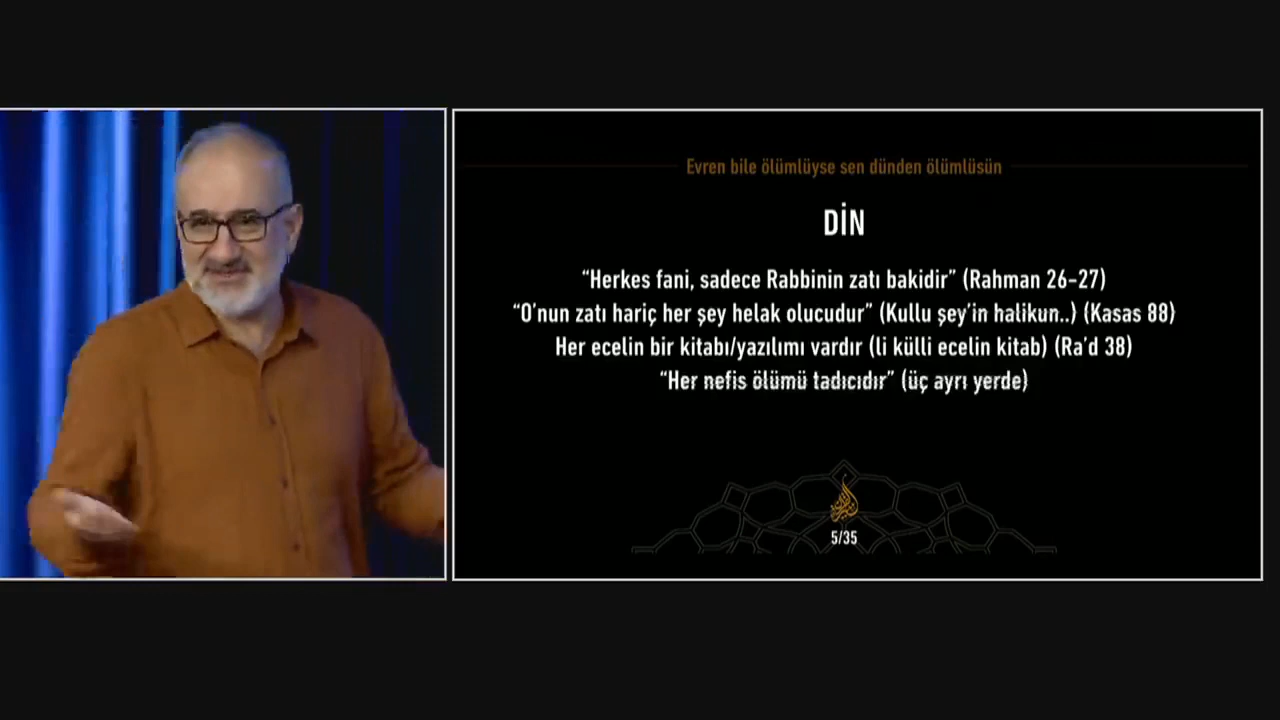 Evren bile ölümlüyse sen dünden ölümlüsün
DİN
“Herkes fani, sadece Rabbinin zatı bakidir” (Rahman 26-27)
“O’nun zatı hariç her şey helak olucudur” (Kullu şey’in halikun..) (Kasas 88)
Her ecelin bir kitabı/yazılımı vardır (li külli ecelin kitab) (Ra’d 38)
“Her nefis ölümü tadıcıdır” (üç ayrı yerde)
5/35